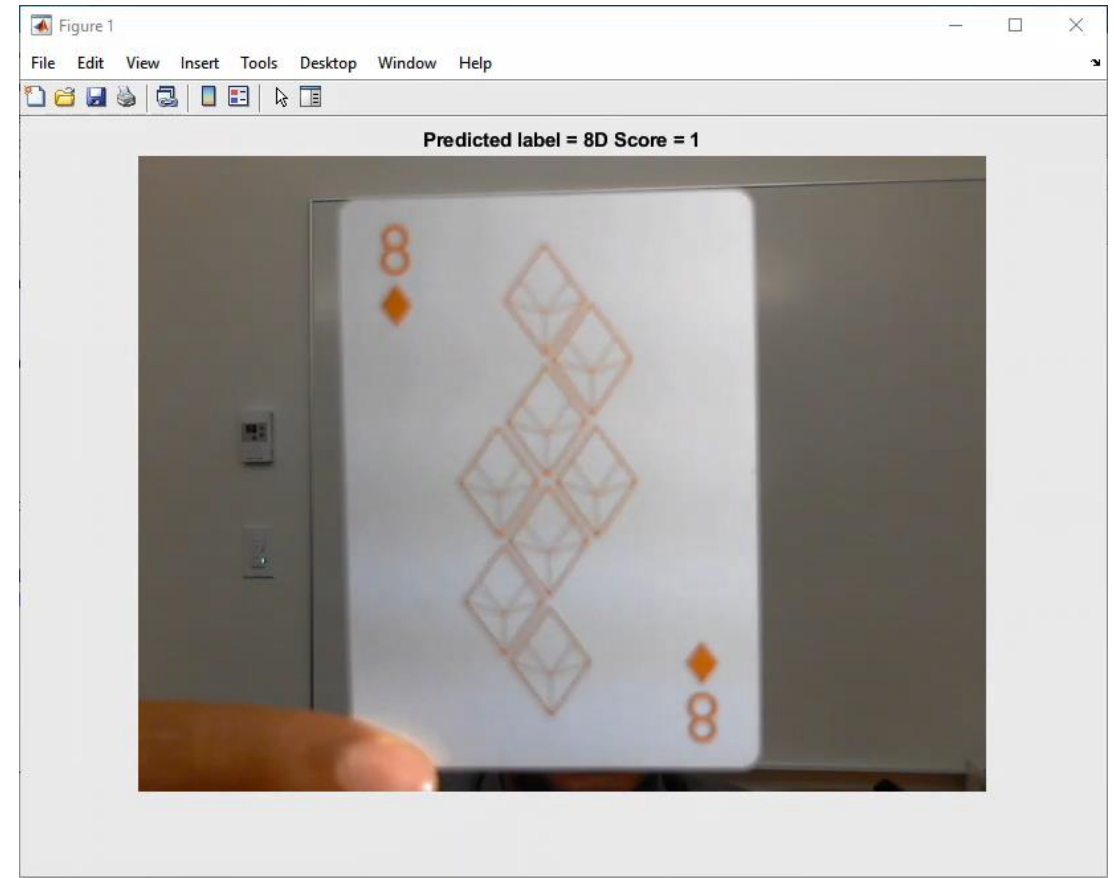 Figure 1
File Edit View Insert Tools Desktop Window Help
Predicted label = 8D Score = 1
8
8